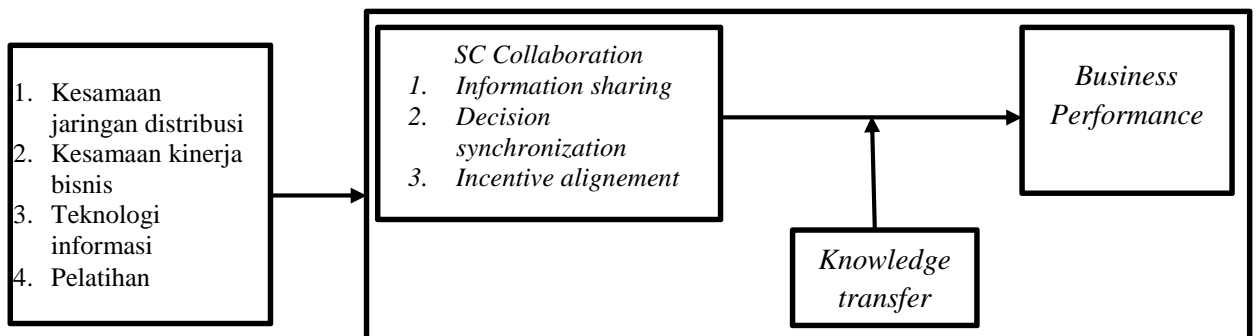 1. Kesamaan
jaringan distribusi
2. Kesamaan kinerja
bisnis
3. Teknologi
informasi
4. Pelatihan
SC Collaboration
1. Information sharing
2. Decision
synchronization
3. Incentive alignement
Business
Performance
Knowledge
transfer